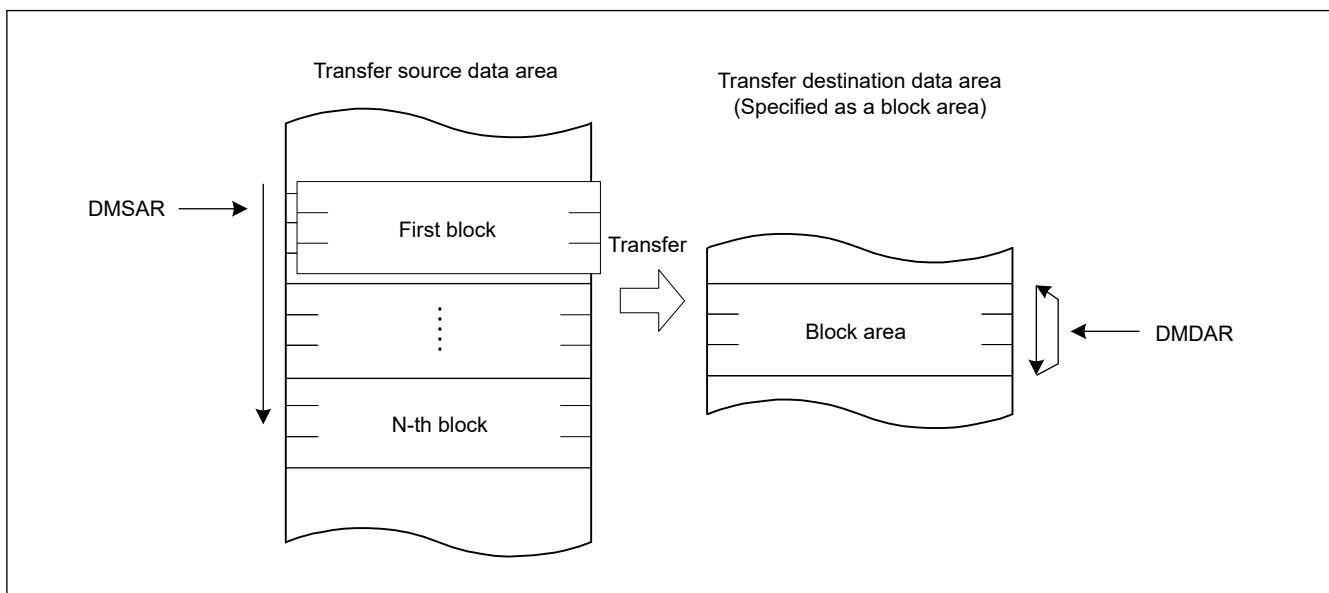 Transfer source data area
Transfer destination data area
(Specified as a block area)
DMSAR
First block
Transfer
Block area
DMDAR
N-th block